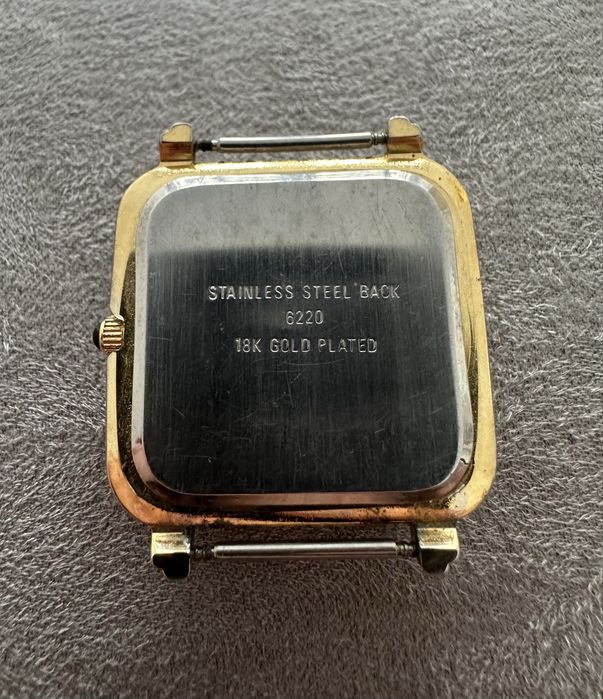 STAINLESS STEEL BACK
6220
18K GOLD PLATED